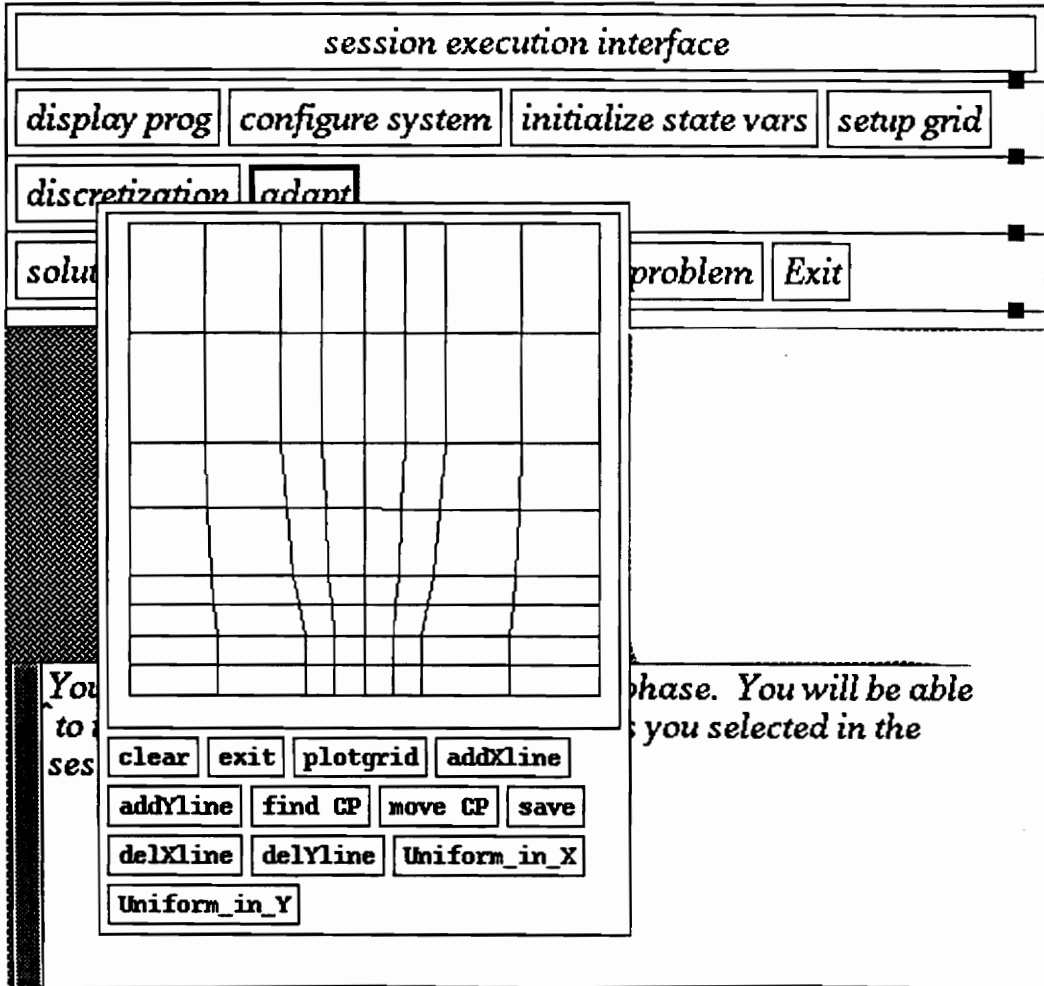 session execution interface
display prog configure system initialize state vars setup grid
discretization adapt
problem Exit
phase. You will be able
to you selected in the
clear exit plotgrid addXline
addYline find CP move CP save
delXline delYline Uniform_in_X
Uniform_in_Y